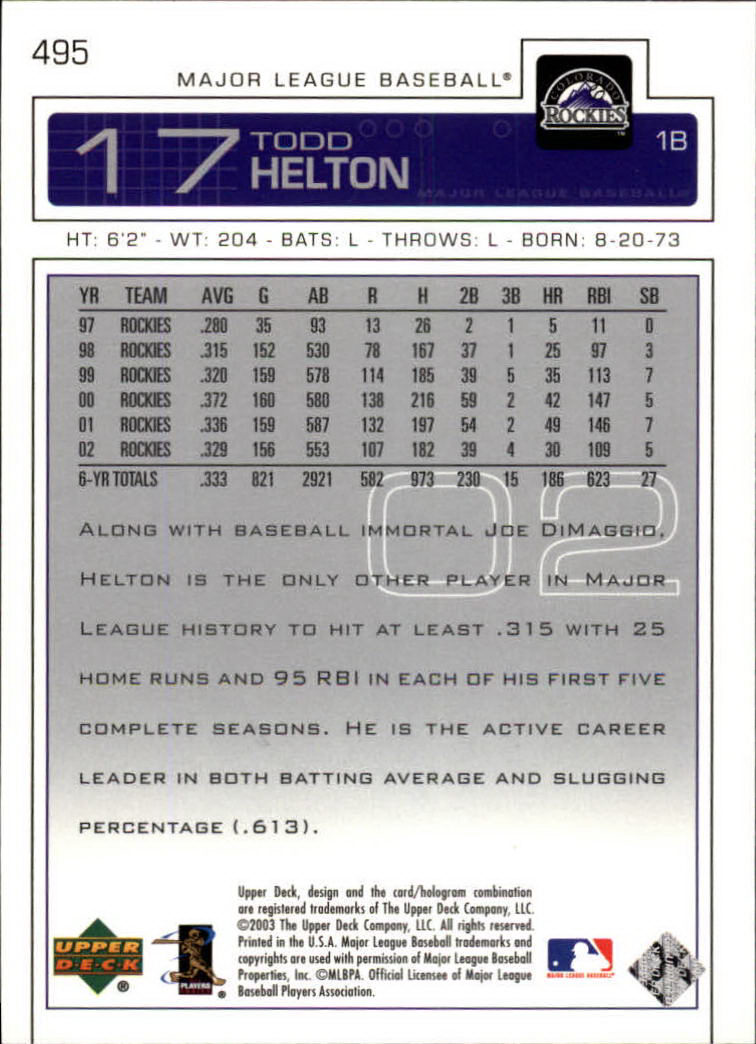 495
MAJOR LEAGUE BASEBALL®
COLORADO
ROCKIES™
17 TODD
HELTON
1B
MAJOR LEAGUE BASEBALL®
HT: 6'2" - WT: 204 - BATS: L - THROWS: L - BORN: 8-20-73
YR TEAM AVG G AB R H 2B 3B HR RBI SB
97 ROCKIES .280 35 93 13 26 2 1 5 11 0
98 ROCKIES .315 152 530 78 167 37 1 25 97 3
99 ROCKIES .320 159 578 114 185 39 5 35 113 7
00 ROCKIES .372 160 580 138 216 59 2 42 147 5
01 ROCKIES .336 159 587 132 197 54 2 49 146 7
02 ROCKIES .329 156 553 107 182 39 4 30 109 5
6-YR TOTALS .333 821 2921 582 973 230 15 186 623 27
02
ALONG WITH BASEBALL IMMORTAL JOE DIMAGGIO,
HELTON IS THE ONLY OTHER PLAYER IN MAJOR
LEAGUE HISTORY TO HIT AT LEAST .315 WITH 25
HOME RUNS AND 95 RBI IN EACH OF HIS FIRST FIVE
COMPLETE SEASONS. HE IS THE ACTIVE CAREER
LEADER IN BOTH BATTING AVERAGE AND SLUGGING
PERCENTAGE (.613).
Upper Deck, design and the card/hologram combination
are registered trademarks of The Upper Deck Company, LLC.
©2003 The Upper Deck Company, LLC. All rights reserved.
Printed in the U.S.A. Major League Baseball trademarks and
copyrights are used with permission of Major League Baseball
Properties, Inc. ©MLBPA. Official Licensee of Major League
Baseball Players Association.
UPPER
D·E·C·K
®
PLAYERS
CHOICE
®
MAJOR LEAGUE BASEBALL®